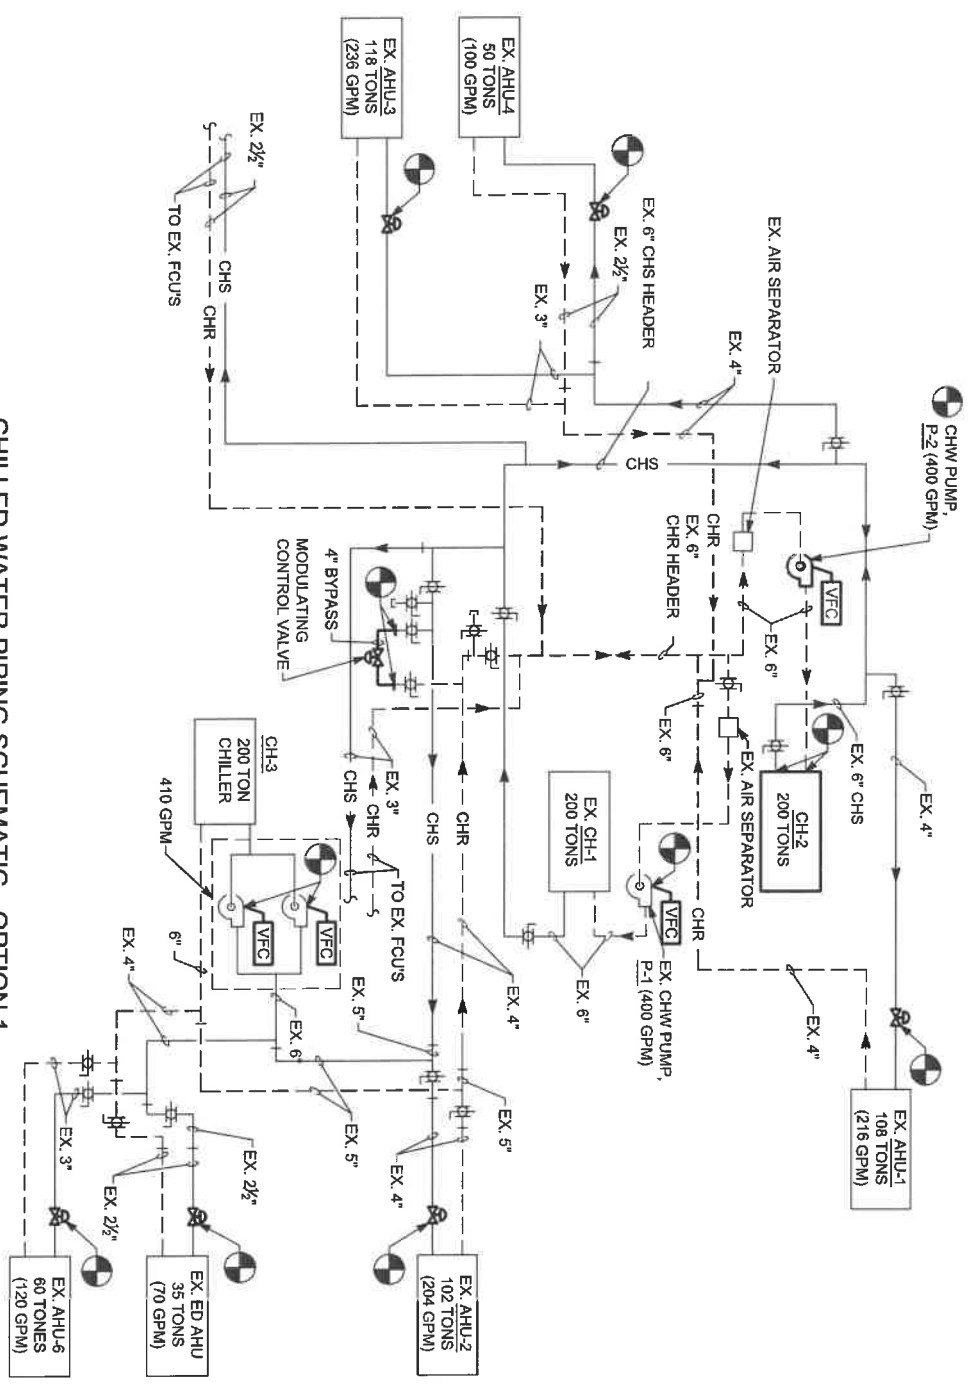 CHW PUMP,
P-2 (400 GPM)
VFC
EX. 6"
EX. 6" CHS
CH-2
200 TONS
EX. 4"
EX. AHU-1
108 TONS
(216 GPM)
EX. AIR SEPARATOR
EX. 4"
CHR
EX. 6"
CHR HEADER
EX. 6"
EX. AIR SEPARATOR
CHR
EX. 4"
EX. 6" CHS HEADER
CHS
EX. 2½"
EX. 3"
EX. CH-1
200 TONS
VFC
EX. CHW PUMP,
P-1 (400 GPM)
EX. 6"
EX. AHU-4
50 TONS
(100 GPM)
EX. AHU-3
118 TONS
(236 GPM)
EX. 2½"
CHS
CHR
TO EX. FCU'S
4" BYPASS
MODULATING
CONTROL VALVE
EX. 3"
CHS
CHR
TO EX. FCU'S
CHR
CHS
EX. 4"
EX. 5"
EX. 5"
EX. 4"
EX. AHU-2
102 TONS
(204 GPM)
CH-3
200 TON
CHILLER
410 GPM
VFC
VFC
EX. 6"
EX. 5"
6"
EX. 4"
EX. 2½"
EX. 2½"
EX. 3"
EX. ED AHU
35 TONS
(70 GPM)
EX. AHU-6
60 TONES
(120 GPM)